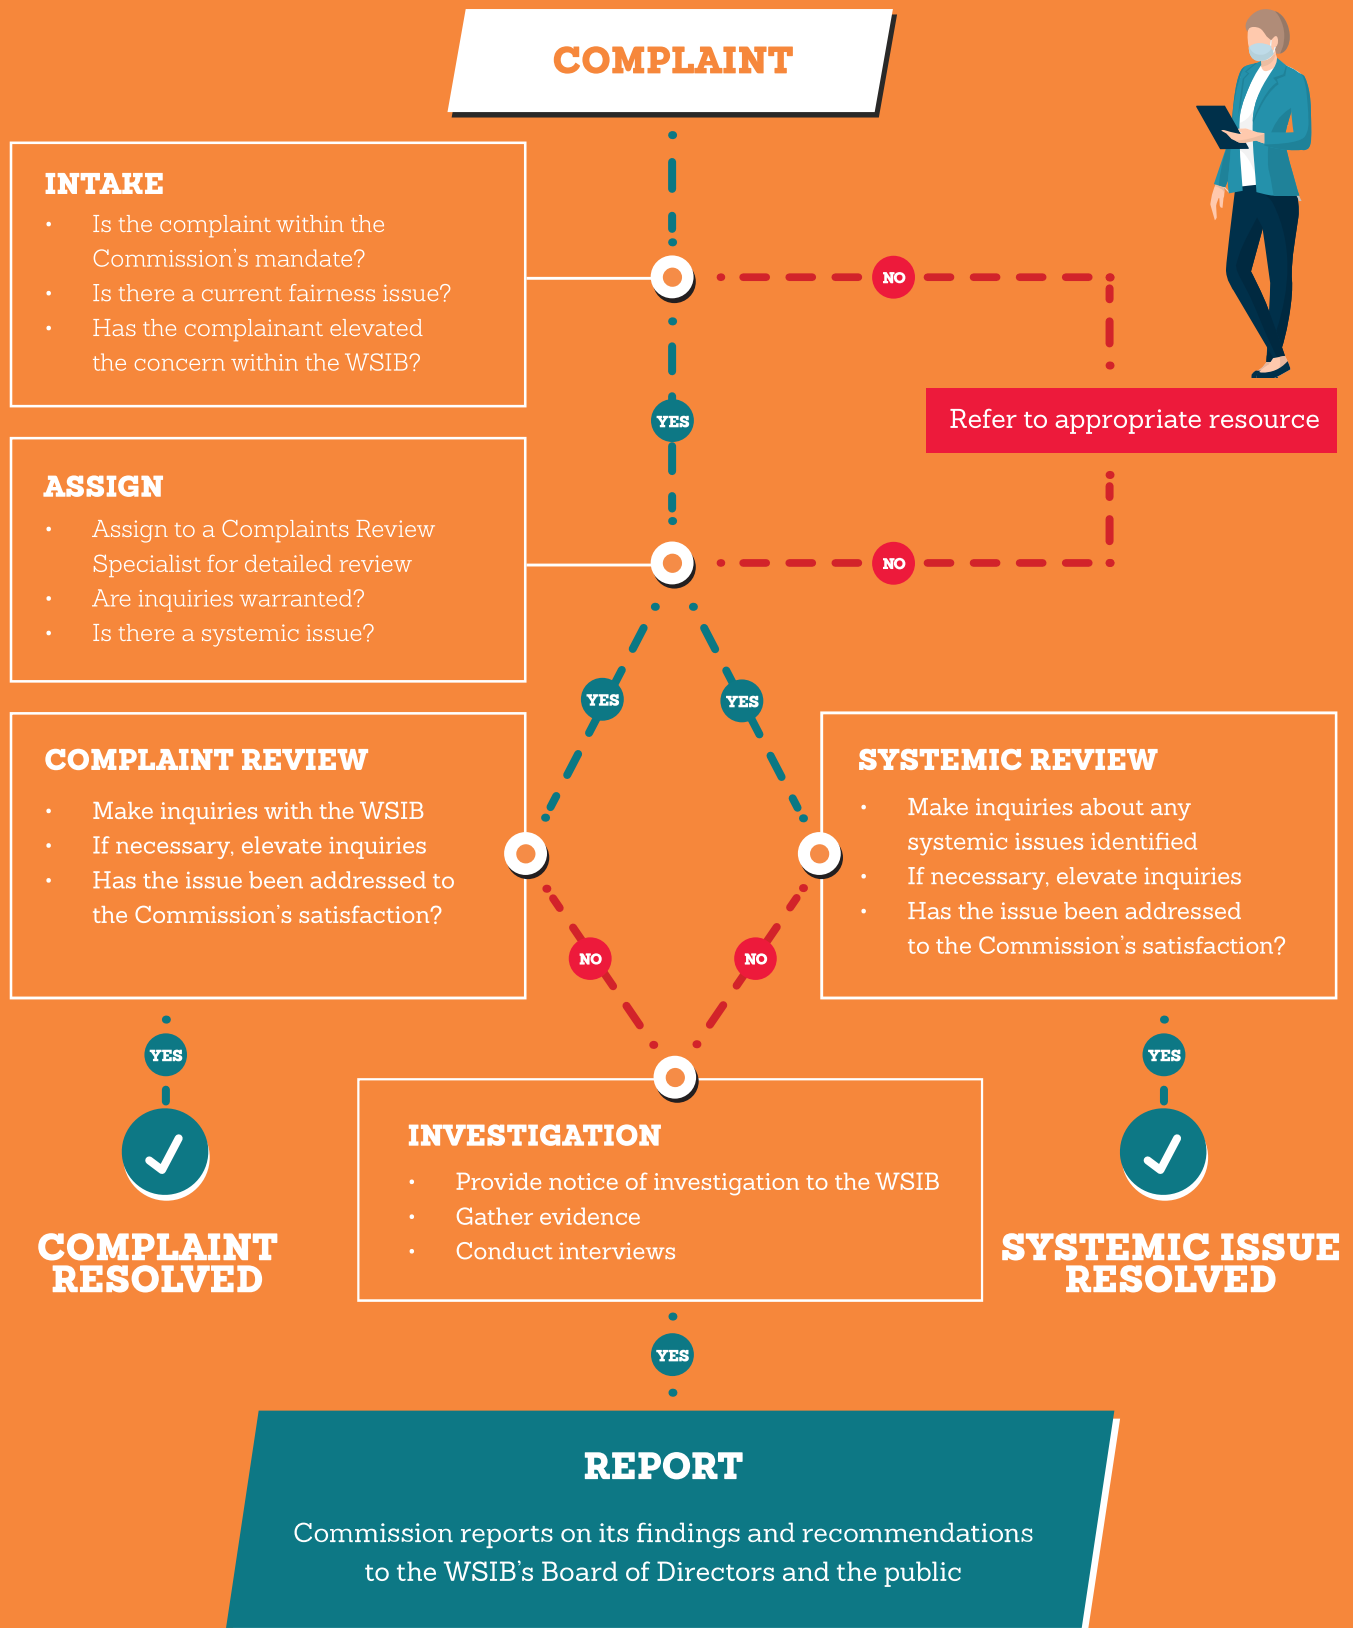 COMPLAINT
INTAKE
• Is the complaint within the
Commission's mandate?
• Is there a current fairness issue?
• Has the complainant elevated
the concern within the WSIB?
NO
YES
Refer to appropriate resource
ASSIGN
• Assign to a Complaints Review
Specialist for detailed review
• Are inquiries warranted?
• Is there a systemic issue?
NO
YES
YES
COMPLAINT REVIEW
• Make inquiries with the WSIB
• If necessary, elevate inquiries
• Has the issue been addressed to
the Commission's satisfaction?
SYSTEMIC REVIEW
• Make inquiries about any
systemic issues identified
• If necessary, elevate inquiries
• Has the issue been addressed
to the Commission's satisfaction?
NO
NO
YES
YES
COMPLAINT
RESOLVED
INVESTIGATION
• Provide notice of investigation to the WSIB
• Gather evidence
• Conduct interviews
SYSTEMIC ISSUE
RESOLVED
YES
REPORT
Commission reports on its findings and recommendations
to the WSIB's Board of Directors and the public